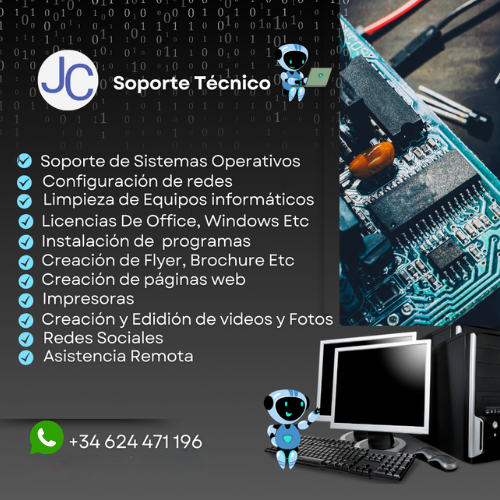 JC
Soporte Técnico
Soporte de Sistemas Operativos
Configuración de redes
Limpieza de Equipos informáticos
Licencias De Office, Windows Etc
Instalación de programas
Creación de Flyer, Brochure Etc
Creación de páginas web
Impresoras
Creación y Edidión de videos y Fotos
Redes Sociales
Asistencia Remota
+34 624 471 196